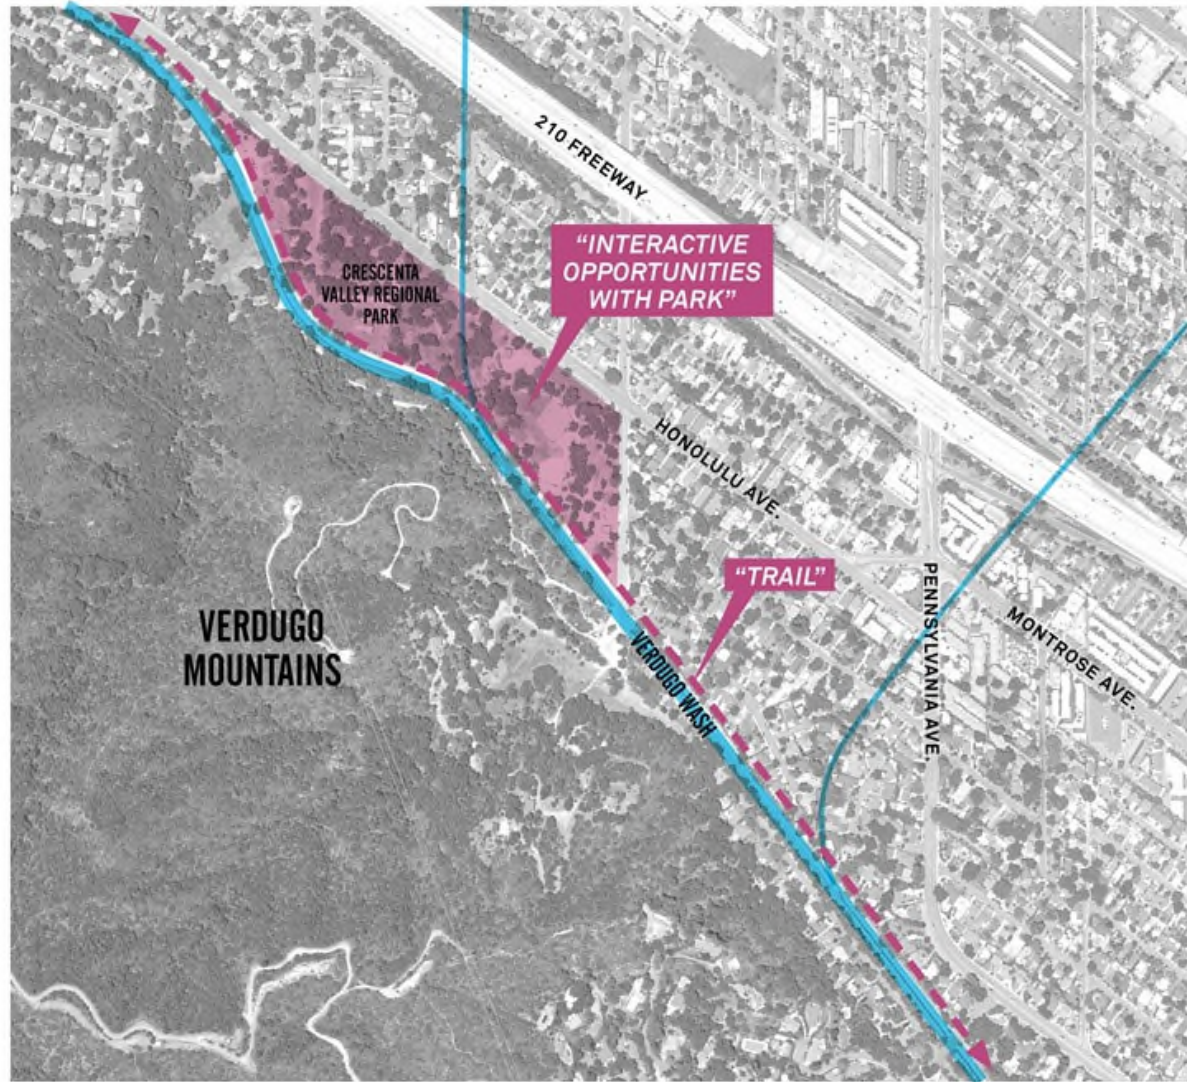 210 FREEWAY
“INTERACTIVE
OPPORTUNITIES
WITH PARK”
CRESCENTA
VALLEY REGIONAL
PARK
HONOLULU AVE.
“TRAIL”
PENNSYLVANIA AVE.
MONTROSE AVE.
VERDUGO
MOUNTAINS
VERDUGO WASH